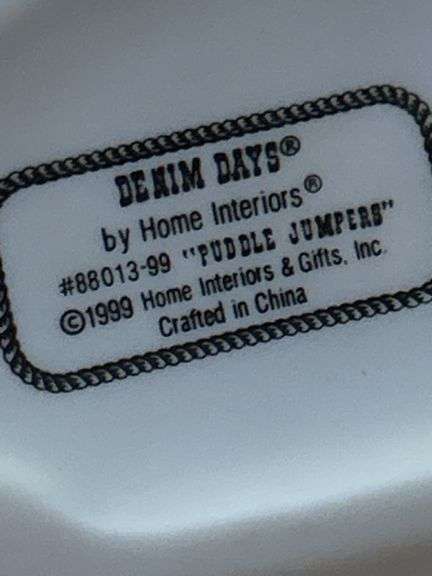 DENIM DAYS®
by Home Interiors®
#88013-99 "PUDDLE JUMPERS"
©1999 Home Interiors & Gifts, Inc.
Crafted in China